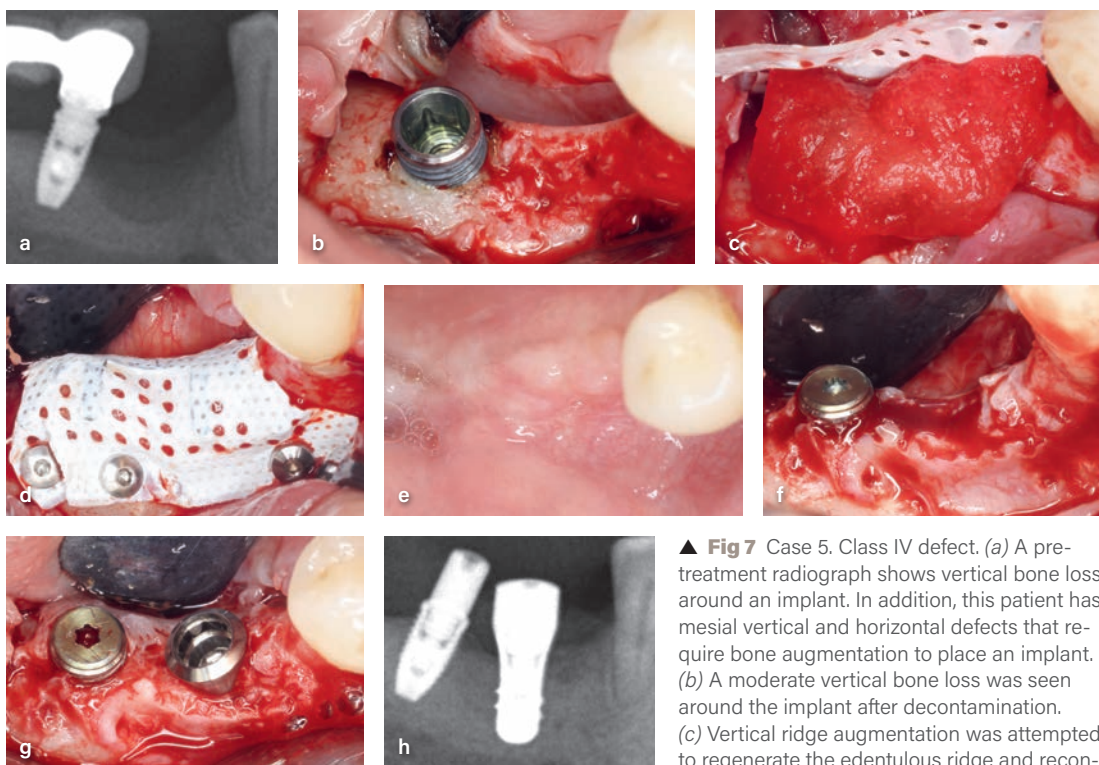 a
b
c
d
e
f
g
h
▲ Fig 7 Case 5. Class IV defect. (a) A pre-
treatment radiograph shows vertical bone loss
around an implant. In addition, this patient has
mesial vertical and horizontal defects that re-
quire bone augmentation to place an implant.
(b) A moderate vertical bone loss was seen
around the implant after decontamination.
(c) Vertical ridge augmentation was attempted
to regenerate the edentulous ridge and recon-